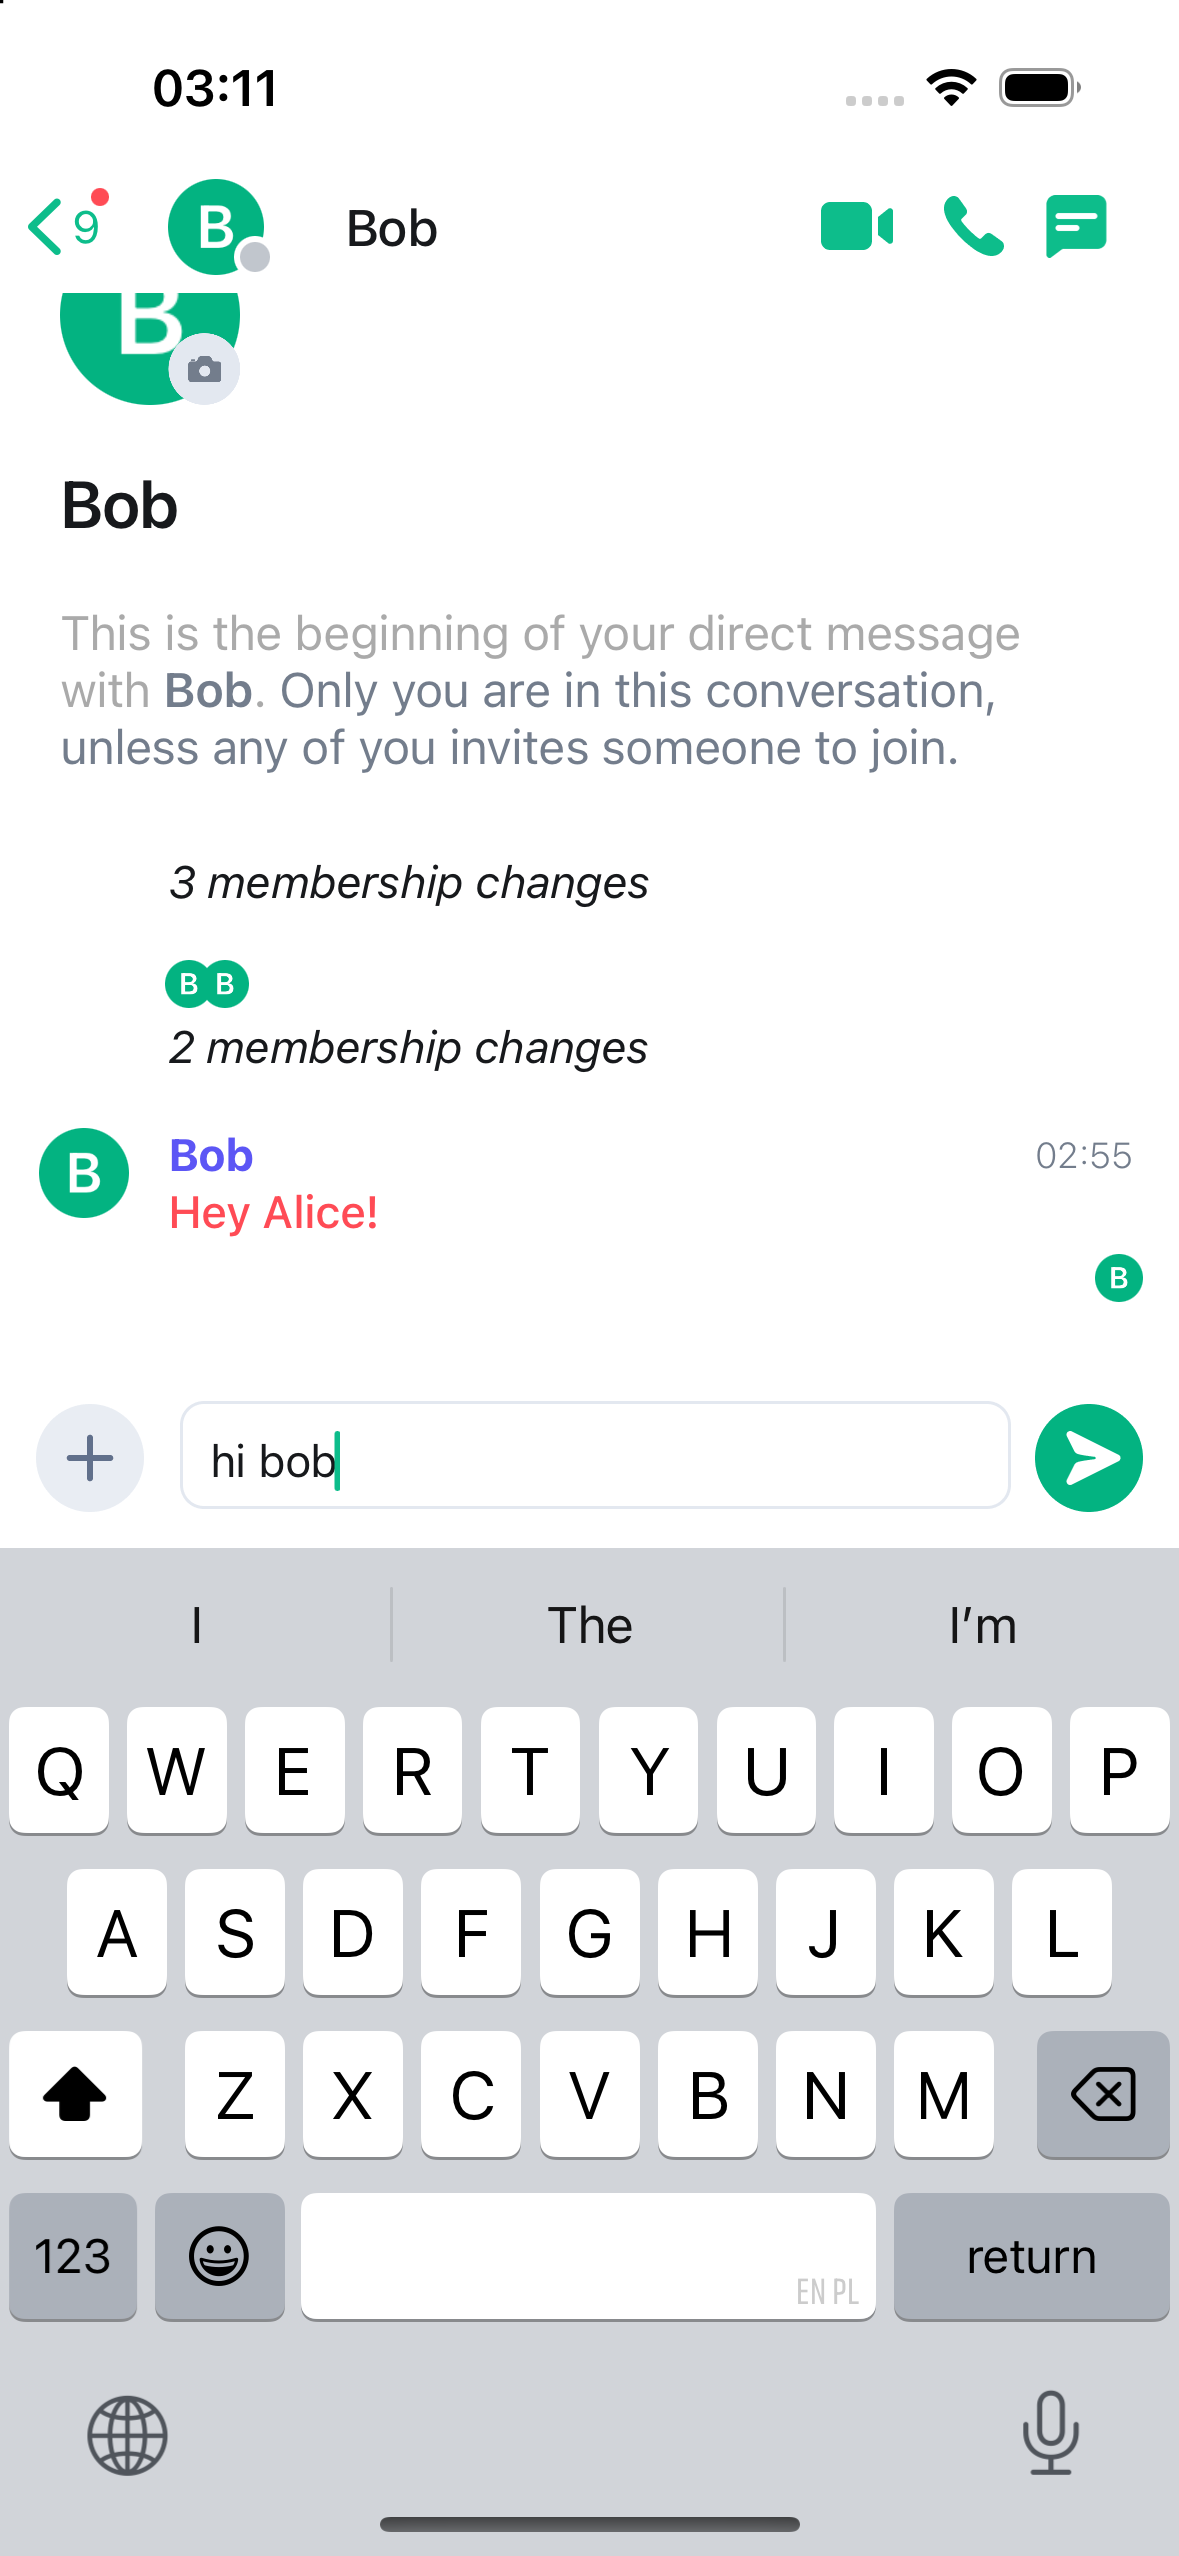 03:11
9
B
Bob
B
Bob
This is the beginning of your direct message
with Bob. Only you are in this conversation,
unless any of you invites someone to join.
3 membership changes
B B
2 membership changes
B
Bob
02:55
Hey Alice!
B
hi bob
I The I’m
Q W E R T Y U I O P
A S D F G H J K L
Z X C V B N M
123
EN PL
return